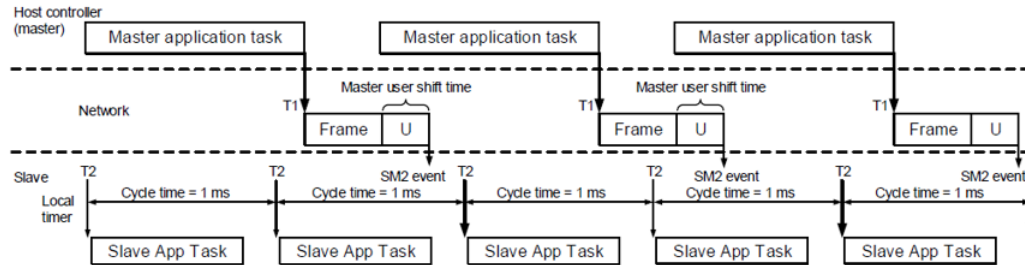 Host controller
(master)
Master application task
Master application task
Master application task
Master user shift time
Master user shift time
T1
T1
T1
Network
Frame
U
Frame
U
Frame
U
Slave
T2
T2
SM2 event
T2
T2
SM2 event
T2
SM2 event
Local
timer
Cycle time = 1 ms
Cycle time = 1 ms
Cycle time = 1 ms
Cycle time = 1 ms
Cycle time = 1 ms
Slave App Task
Slave App Task
Slave App Task
Slave App Task
Slave App Task